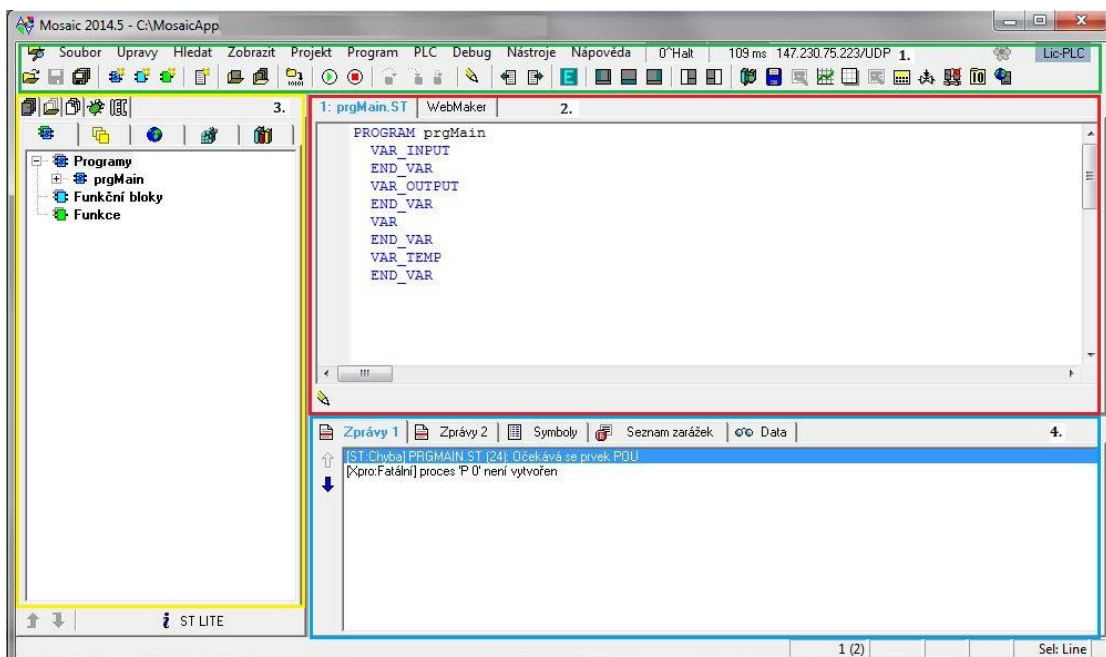 Mosaic 2014.5 - C:\MosaicApp
Soubor Úpravy Hledat Zobrazit Projekt Program PLC Debug Nástroje Nápověda 0^Halt 109 ms 147.230.75.223/UDP 1. Lic-PLC
3.
1: prgMain.ST WebMaker 2.
Programy
prgMain
Funkční bloky
Funkce
PROGRAM prgMain
VAR_INPUT
END_VAR
VAR_OUTPUT
END_VAR
VAR
END_VAR
VAR_TEMP
END_VAR
Zprávy 1 Zprávy 2 Symboly Seznam zarážek Data 4.
[ST:Chyba] PRGMAIN.ST (24): Očekává se prvek POU
[Xpro:Fatální] proces 'P 0' není vytvořen
ST LITE
1 (2) Sel: Line